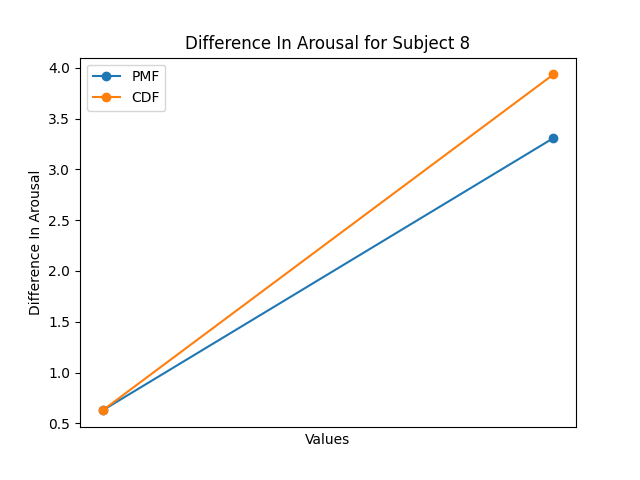 Difference In Arousal for Subject 8
PMF
CDF
4.0
3.5
3.0
2.5
2.0
1.5
1.0
0.5
Difference In Arousal
Values